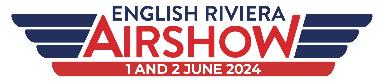 ENGLISH RIVIERA
AIRSHOW
1 AND 2 JUNE 2024